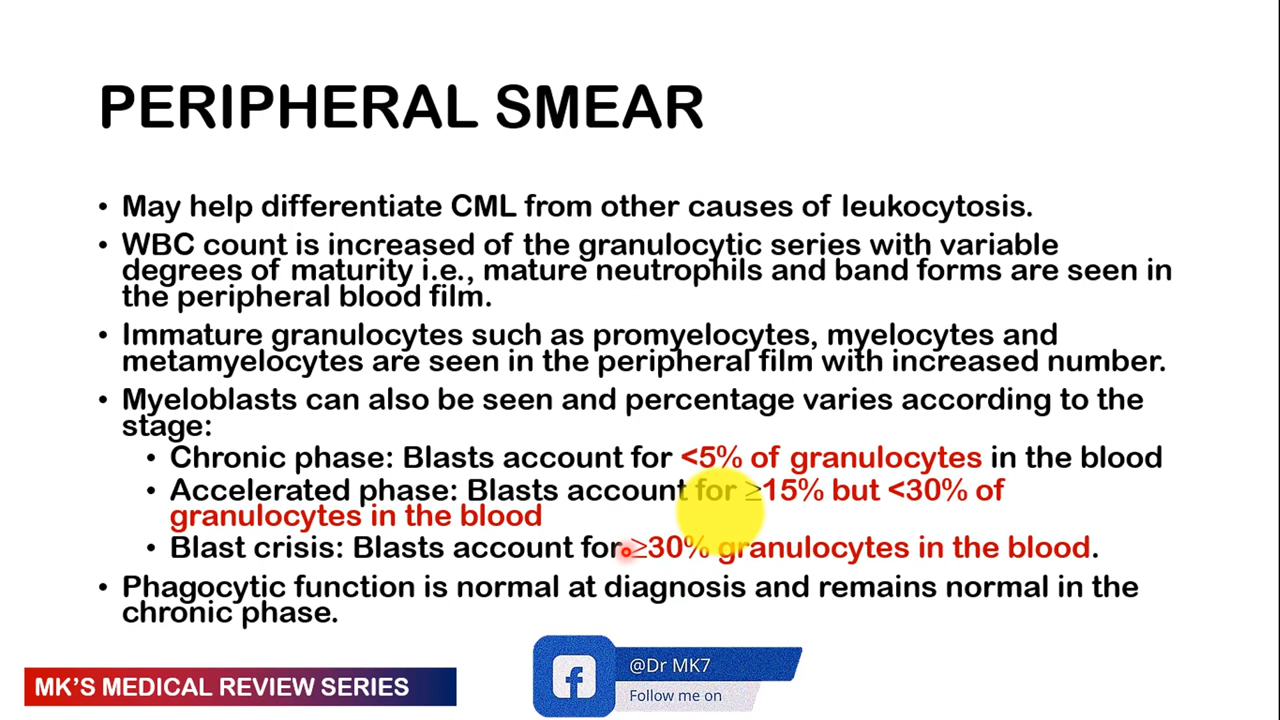 PERIPHERAL SMEAR
• May help differentiate CML from other causes of leukocytosis.
• WBC count is increased of the granulocytic series with variable
degrees of maturity i.e., mature neutrophils and band forms are seen in
the peripheral blood film.
• Immature granulocytes such as promyelocytes, myelocytes and
metamyelocytes are seen in the peripheral film with increased number.
• Myeloblasts can also be seen and percentage varies according to the
stage:
• Chronic phase: Blasts account for <5% of granulocytes in the blood
• Accelerated phase: Blasts account for ≥15% but <30% of
granulocytes in the blood
• Blast crisis: Blasts account for ≥30% granulocytes in the blood.
• Phagocytic function is normal at diagnosis and remains normal in the
chronic phase.
MK'S MEDICAL REVIEW SERIES
f
@Dr MK7
Follow me on